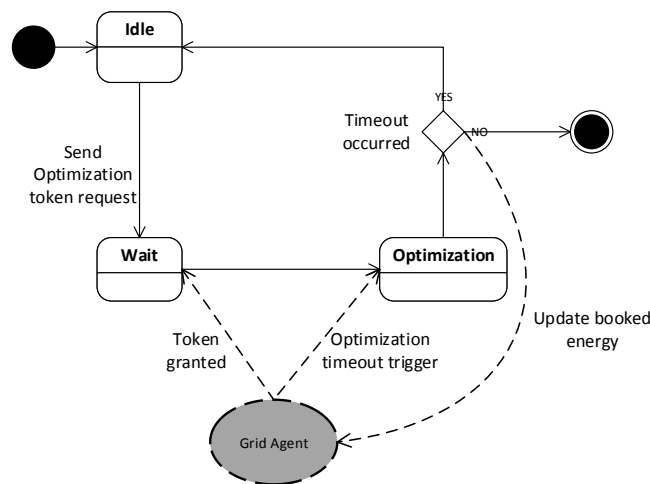 Idle
YES
Timeout
occurred
NO
Send
Optimization
token request
Wait
Optimization
Update booked
energy
Token
granted
Optimization
timeout trigger
Grid Agent